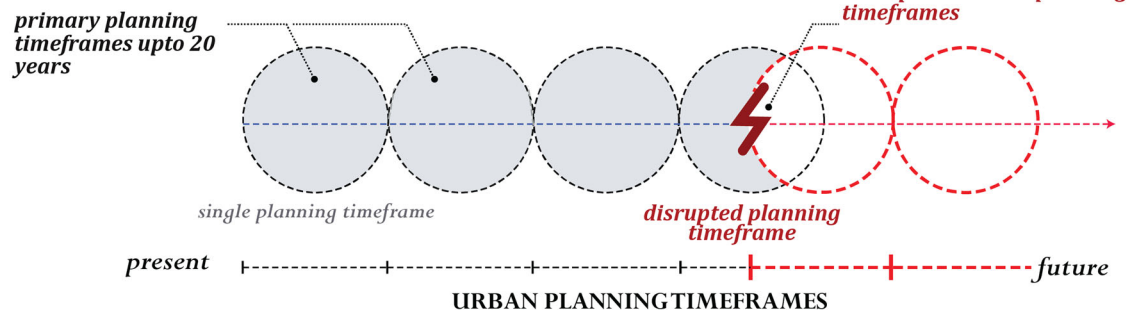 primary planning
timeframes upto 20
years
timeframes
single planning timeframe
disrupted planning
timeframe
present
future
URBAN PLANNING TIMEFRAMES